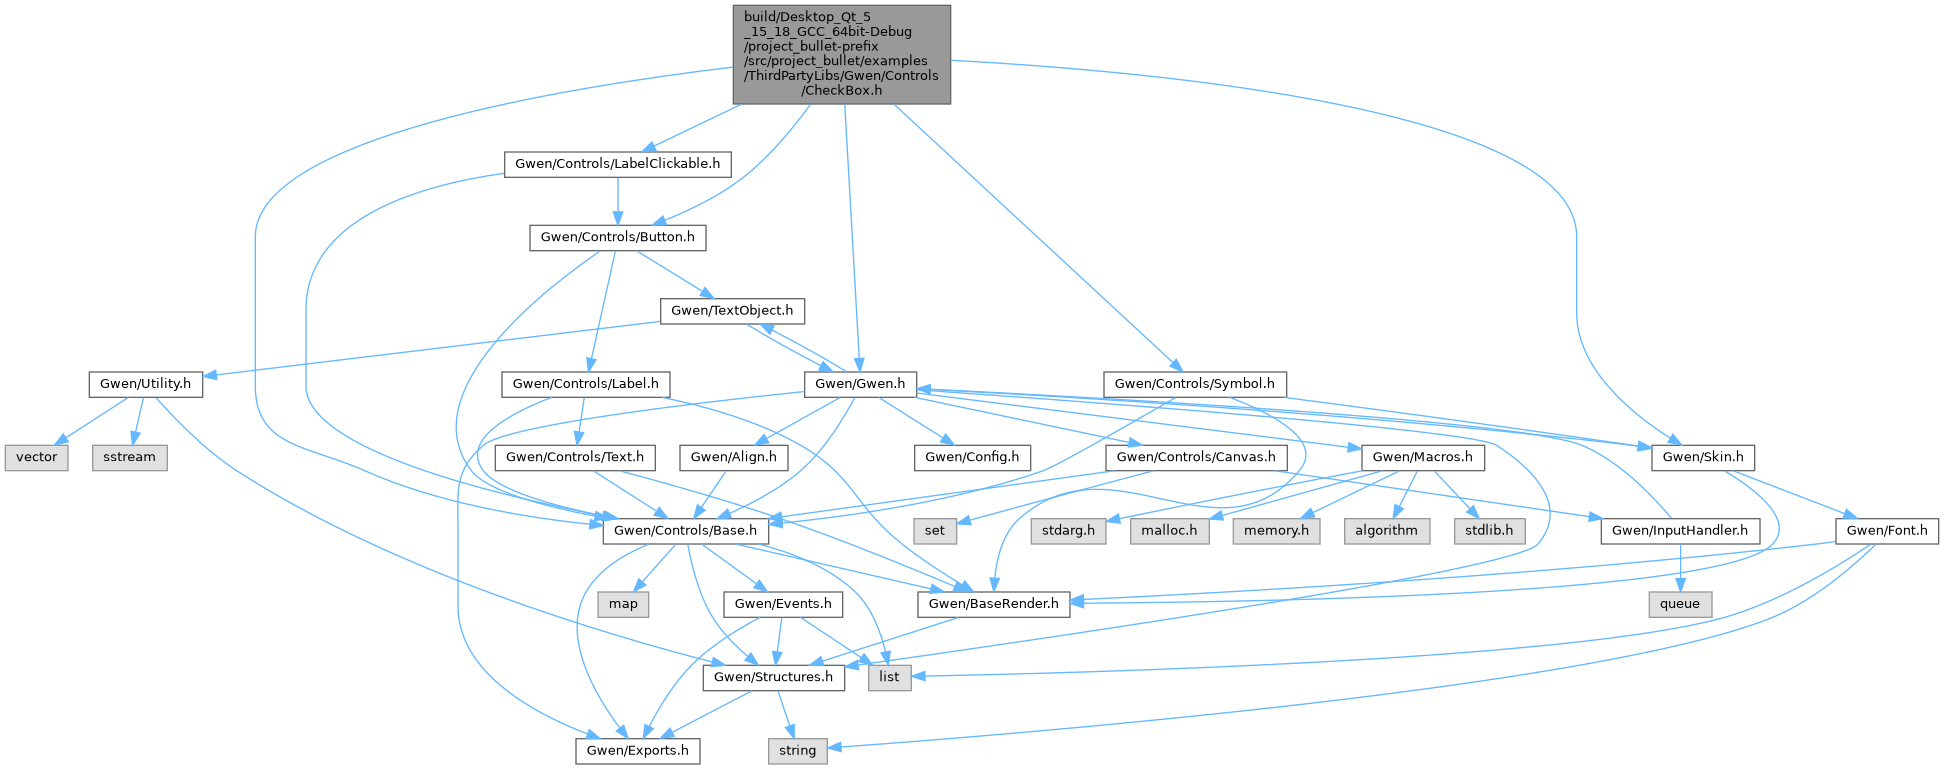 build/Desktop_Qt_5
_15_18_GCC_64bit-Debug
/project_bullet-prefix
/src/project_bullet/examples
/ThirdPartyLibs/Gwen/Controls
/CheckBox.h
Gwen/Controls/LabelClickable.h
Gwen/Controls/Button.h
Gwen/TextObject.h
Gwen/Utility.h
Gwen/Controls/Label.h
Gwen/Gwen.h
Gwen/Controls/Symbol.h
vector
sstream
Gwen/Controls/Text.h
Gwen/Align.h
Gwen/Config.h
Gwen/Controls/Canvas.h
Gwen/Macros.h
Gwen/Skin.h
Gwen/Controls/Base.h
set
stdarg.h
malloc.h
memory.h
algorithm
stdlib.h
Gwen/InputHandler.h
Gwen/Font.h
map
Gwen/Events.h
Gwen/BaseRender.h
queue
Gwen/Structures.h
list
Gwen/Exports.h
string